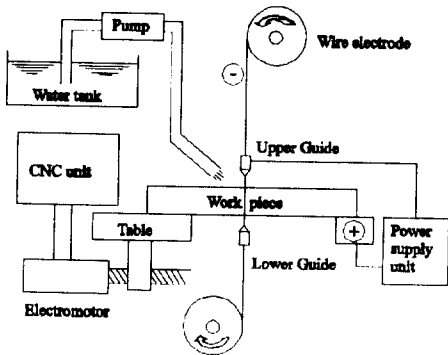 Pump
Wire electrode
−
Water tank
Upper Guide
CNC unit
Work piece
Table
+
Power
supply
unit
Lower Guide
Electromotor